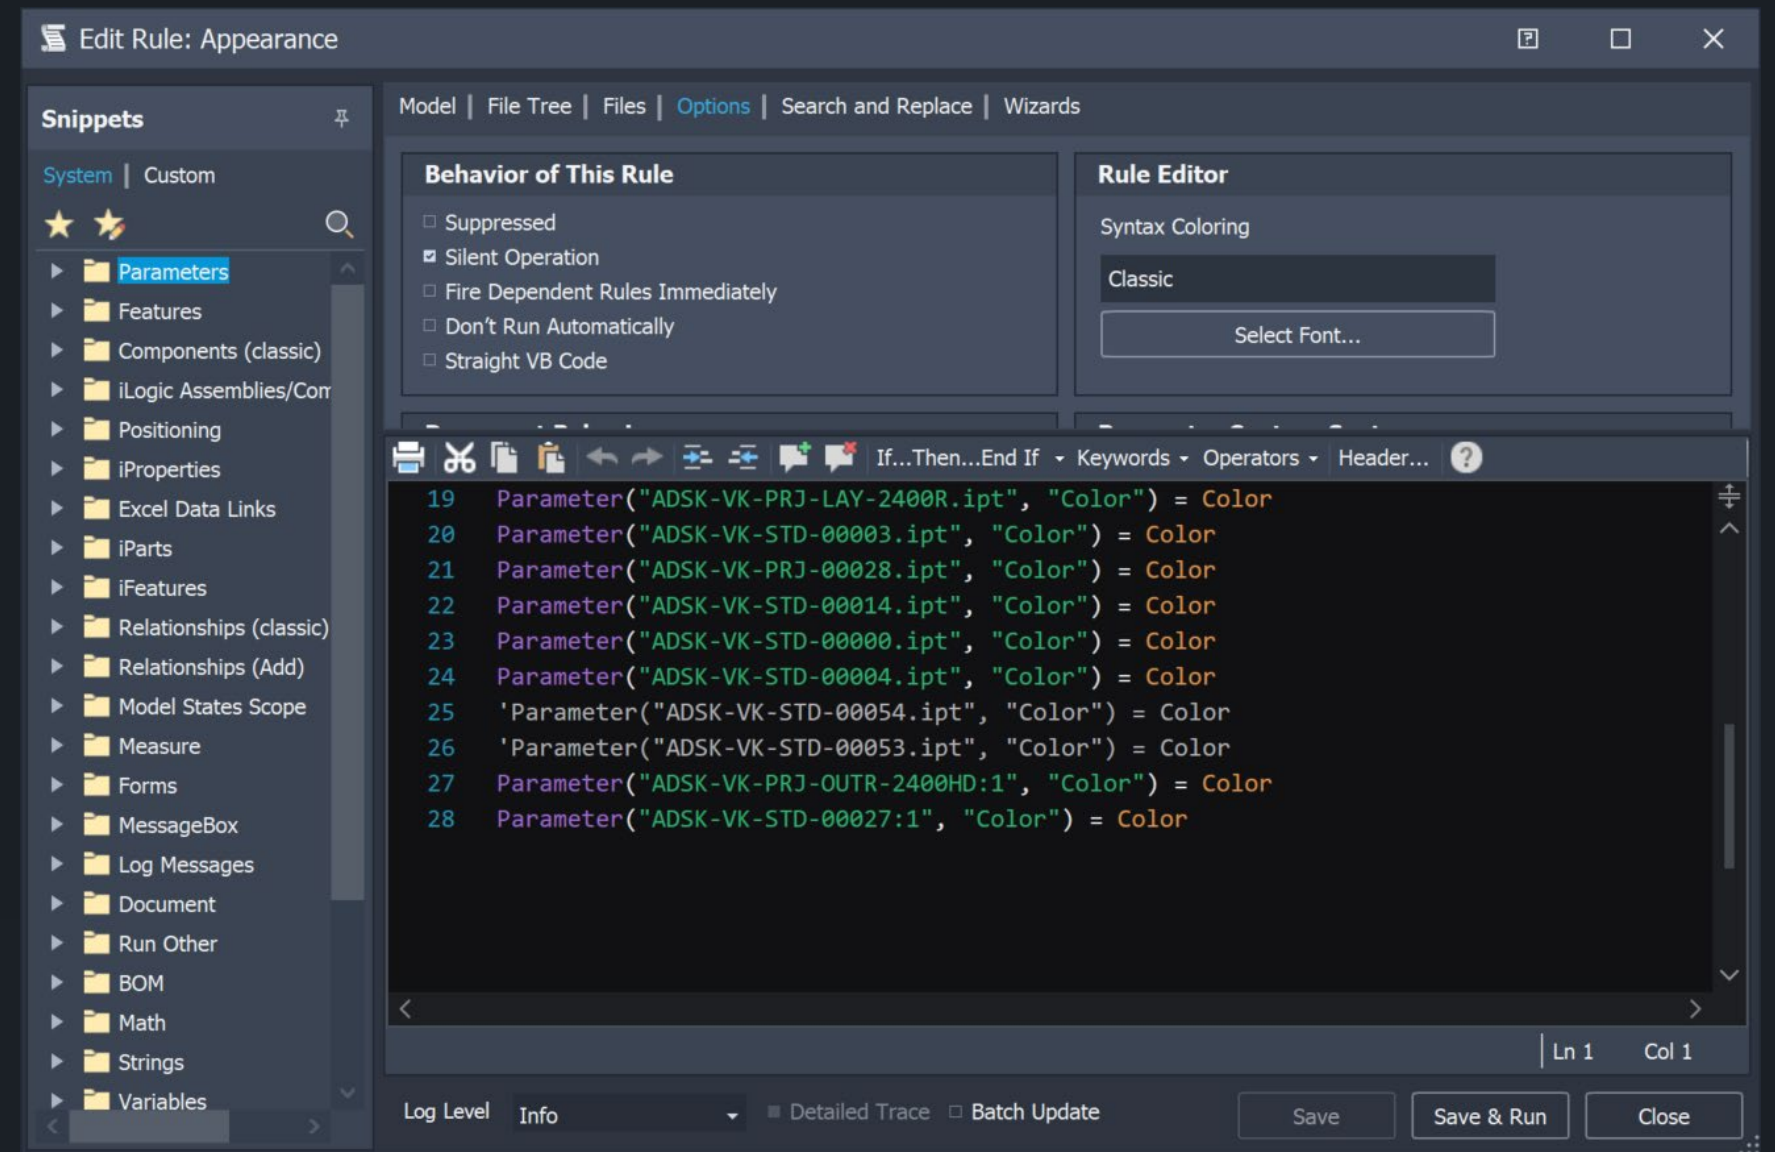 Edit Rule: Appearance
Snippets
System | Custom
Parameters
Features
Components (classic)
iLogic Assemblies/Com
Positioning
iProperties
Excel Data Links
iParts
iFeatures
Relationships (classic)
Relationships (Add)
Model States Scope
Measure
Forms
MessageBox
Log Messages
Document
Run Other
BOM
Math
Strings
Variables
Model | File Tree | Files | Options | Search and Replace | Wizards
Behavior of This Rule
Suppressed
Silent Operation
Fire Dependent Rules Immediately
Don't Run Automatically
Straight VB Code
Rule Editor
Syntax Coloring
Classic
Select Font...
If...Then...End If Keywords Operators Header...
19 Parameter("ADSK-VK-PRJ-LAY-2400R.ipt", "Color") = Color
20 Parameter("ADSK-VK-STD-00003.ipt", "Color") = Color
21 Parameter("ADSK-VK-PRJ-00028.ipt", "Color") = Color
22 Parameter("ADSK-VK-STD-00014.ipt", "Color") = Color
23 Parameter("ADSK-VK-STD-00000.ipt", "Color") = Color
24 Parameter("ADSK-VK-STD-00004.ipt", "Color") = Color
25 'Parameter("ADSK-VK-STD-00054.ipt", "Color") = Color
26 'Parameter("ADSK-VK-STD-00053.ipt", "Color") = Color
27 Parameter("ADSK-VK-PRJ-OUTR-2400HD:1", "Color") = Color
28 Parameter("ADSK-VK-STD-00027:1", "Color") = Color
Ln 1 Col 1
Log Level Info Detailed Trace Batch Update Save Save & Run Close